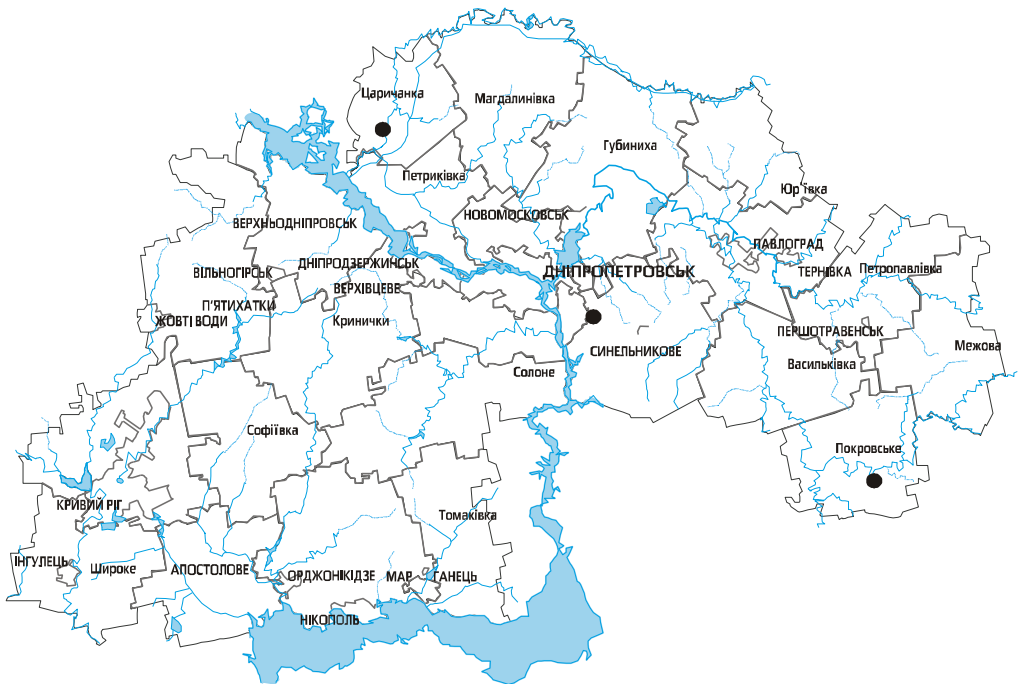 Царичанка
Магдалинівка
Губиниха
Петриківка
Юр'ївка
НОВОМОСКОВСЬК
ВЕРХНЬОДНІПРОВСЬК
ПАВЛОГРАД
ДНІПРОДЗЕРЖИНСЬК
ДНІПРОПЕТРОВСЬК
ТЕРНІВКА
Петропавлівка
ВІЛЬНОГІРСЬК
ВЕРХІВЦЕВЕ
П'ЯТИХАТКИ
ЖОВТІ ВОДИ
Кринички
ПЕРШОТРАВЕНСЬК
Межова
СИНЕЛЬНИКОВЕ
Васильківка
Солоне
Софіївка
Покровське
КРИВИЙ РІГ
Томаківка
ІНГУЛЕЦЬ
Широке
АПОСТОЛОВЕ
ОРДЖОНІКІДЗЕ
МАРГАНЕЦЬ
НІКОПОЛЬ